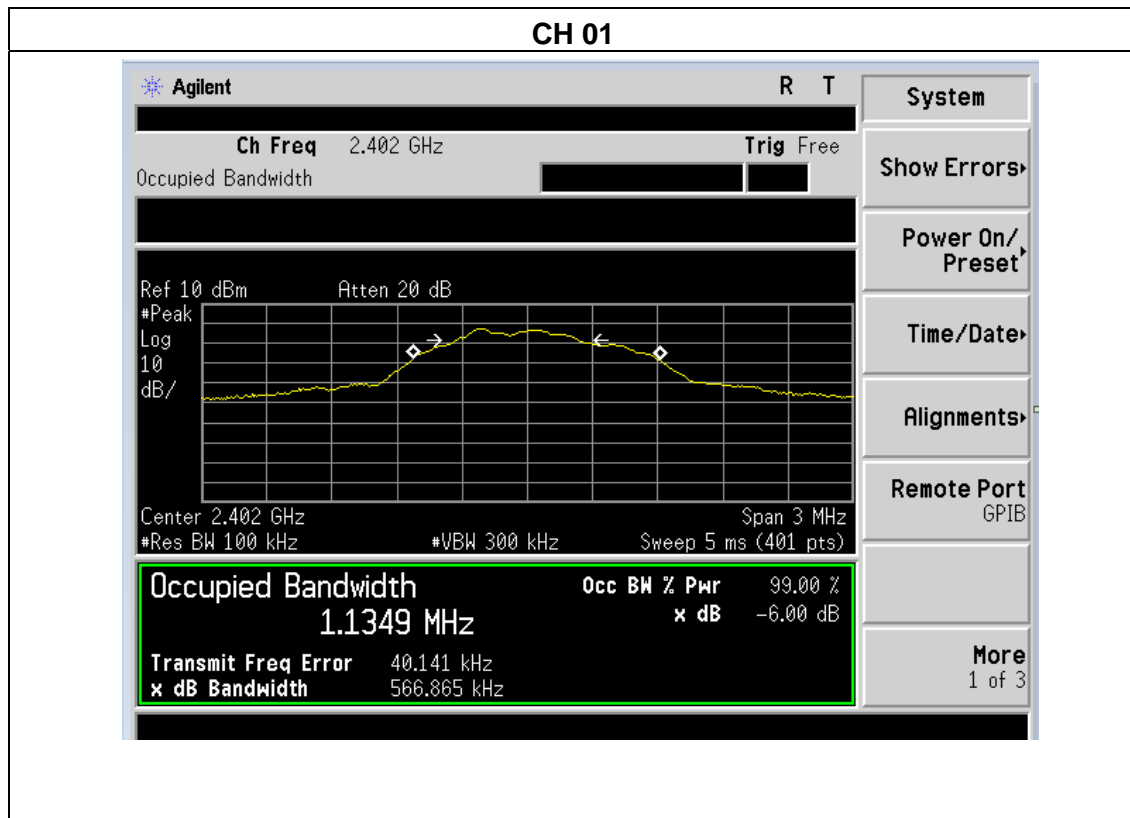 CH 01
Agilent
R T
Ch Freq 2.402 GHz
Trig Free
Occupied Bandwidth
Ref 10 dBm
Atten 20 dB
#Peak
Log
10
dB/
Center 2.402 GHz
Span 3 MHz
#Res BW 100 kHz
#VBW 300 kHz
Sweep 5 ms (401 pts)
Occupied Bandwidth
1.1349 MHz
Occ BW % Pwr 99.00 %
x dB -6.00 dB
Transmit Freq Error 40.141 kHz
x dB Bandwidth 566.865 kHz
System
Show Errors
Power On/
Preset
Time/Date
Alignments
Remote Port
GPIB
More
1 of 3